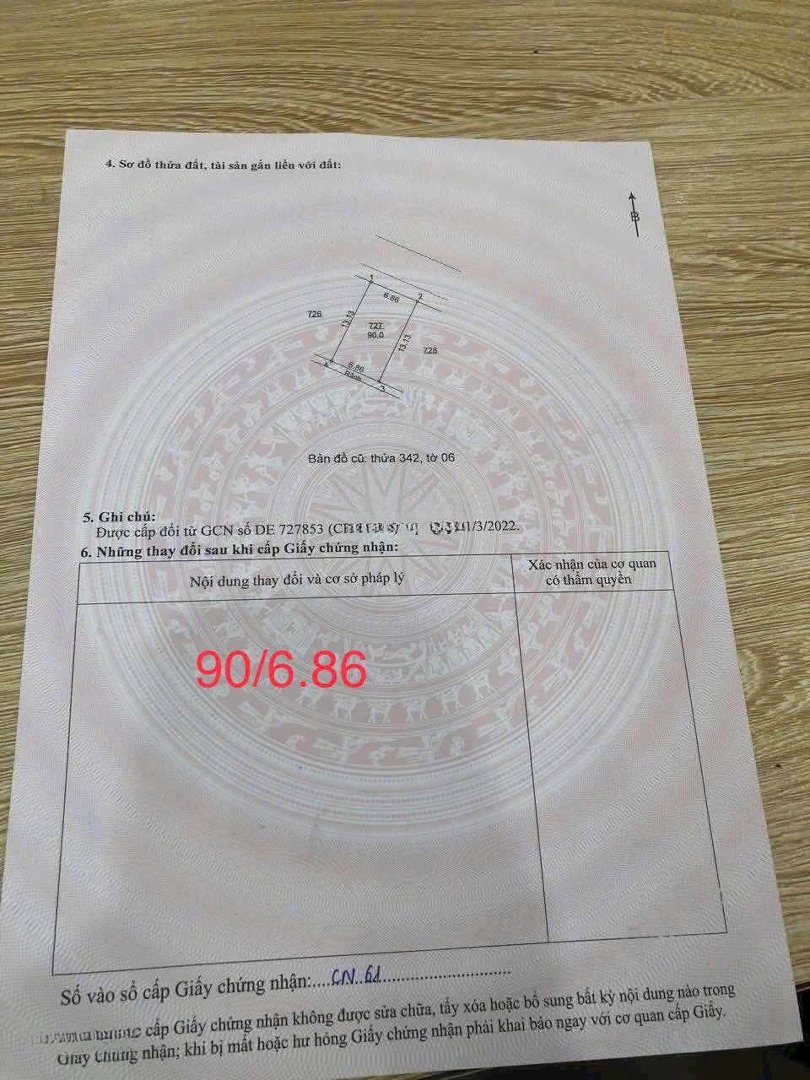 4. Sơ đồ thửa đất, tài sản gắn liền với đất:
B
1
6.86
2
726
13.13
727
90,0
13.13
728
4
6.86
Rãnh
3
Bản đồ cũ: thửa 342, tờ 06
5. Ghi chú:
Được cấp đổi từ GCN số DE 727853 1/3/2022.
6. Những thay đổi sau khi cấp Giấy chứng nhận:
Nội dung thay đổi và cơ sở pháp lý
Xác nhận của cơ quan
có thẩm quyền
90/6.86
Số vào sổ cấp Giấy chứng nhận:....CN..61................................
cấp Giấy chứng nhận không được sửa chữa, tẩy xóa hoặc bổ sung bất kỳ nội dung nào trong
Giấy chứng nhận; khi bị mất hoặc hư hỏng Giấy chứng nhận phải khai báo ngay với cơ quan cấp Giấy.